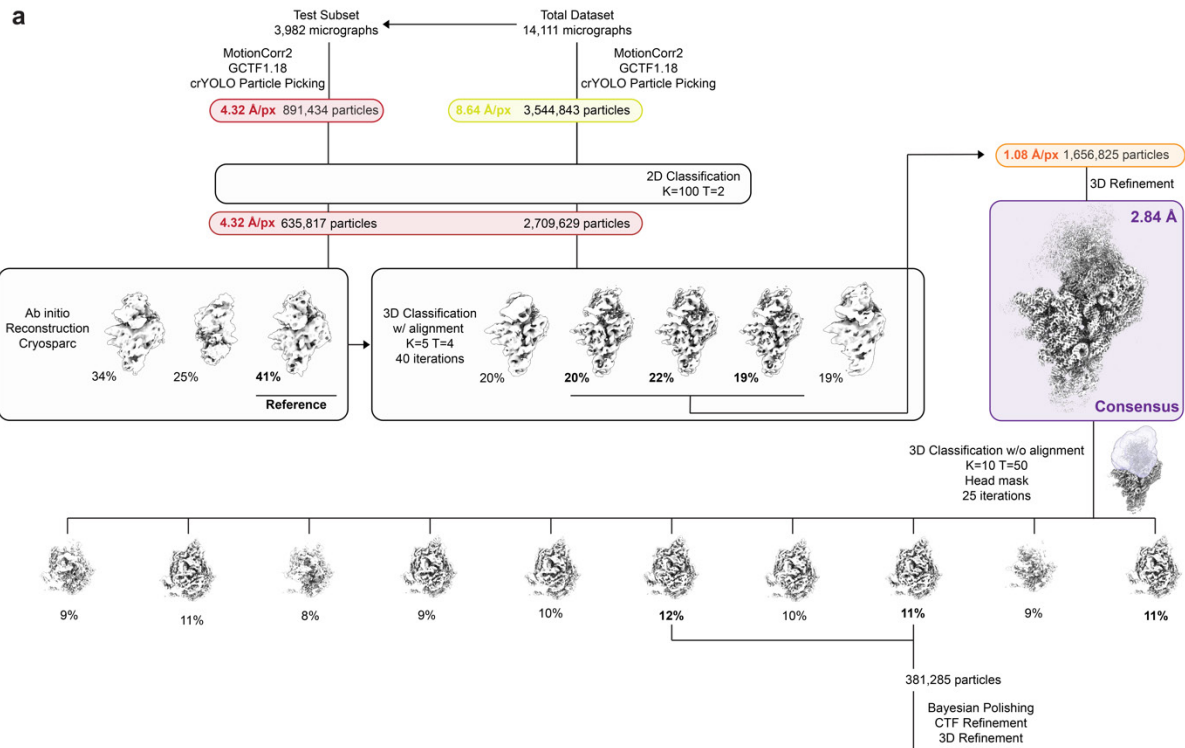 a
Test Subset
3,982 micrographs
Total Dataset
14,111 micrographs
MotionCorr2
GCTF1.18
crYOLO Particle Picking
MotionCorr2
GCTF1.18
crYOLO Particle Picking
4.32 Å/px 891,434 particles
8.64 Å/px 3,544,843 particles
1.08 Å/px 1,656,825 particles
2D Classification
K=100 T=2
3D Refinement
4.32 Å/px 635,817 particles
2,709,629 particles
2.84 Å
Consensus
Ab initio
Reconstruction
Cryosparc
34%
25%
41%
Reference
3D Classification
w/ alignment
K=5 T=4
40 iterations
20%
20%
22%
19%
19%
3D Classification w/o alignment
K=10 T=50
Head mask
25 iterations
9%
11%
8%
9%
10%
12%
10%
11%
9%
11%
381,285 particles
Bayesian Polishing
CTF Refinement
3D Refinement